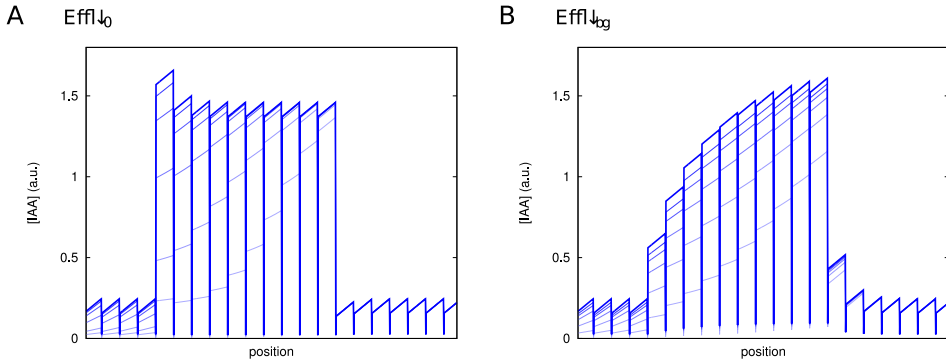 A Effl↓0
B Effl↓bg
1.5
1
0.5
0
[IAA] (a.u.)
position
1.5
1
0.5
0
[IAA] (a.u.)
position